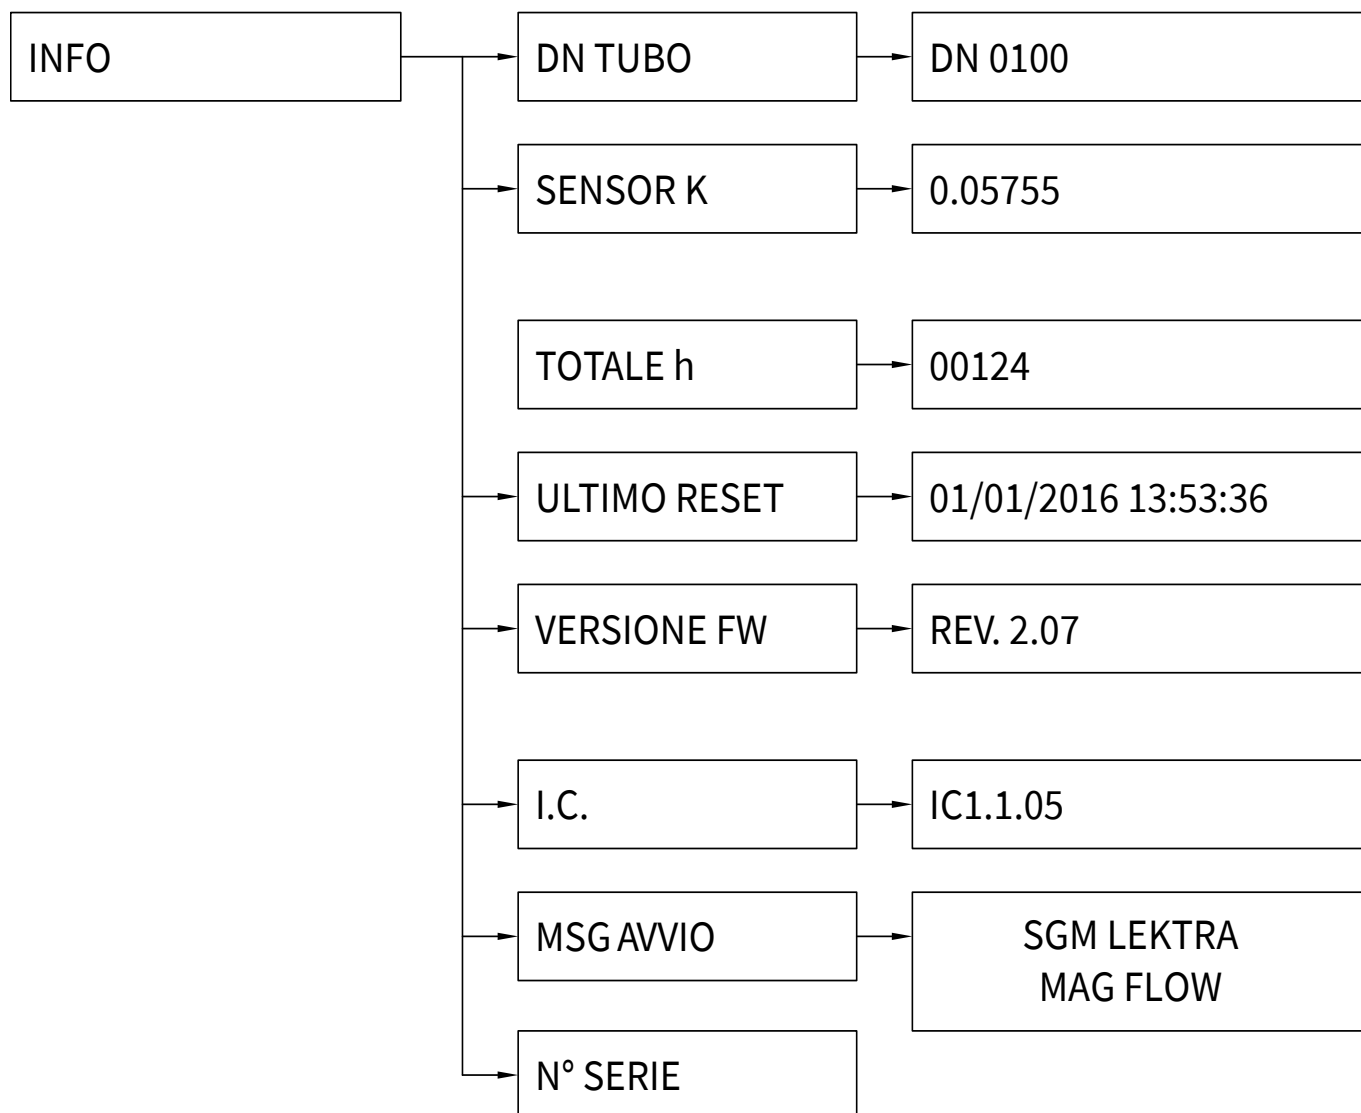 INFO
DN TUBO
DN 0100
SENSOR K
0.05755
TOTALE h
00124
ULTIMO RESET
01/01/2016 13:53:36
VERSIONE FW
REV. 2.07
I.C.
IC1.1.05
MSG AVVIO
SGM LEKTRA
MAG FLOW
N° SERIE